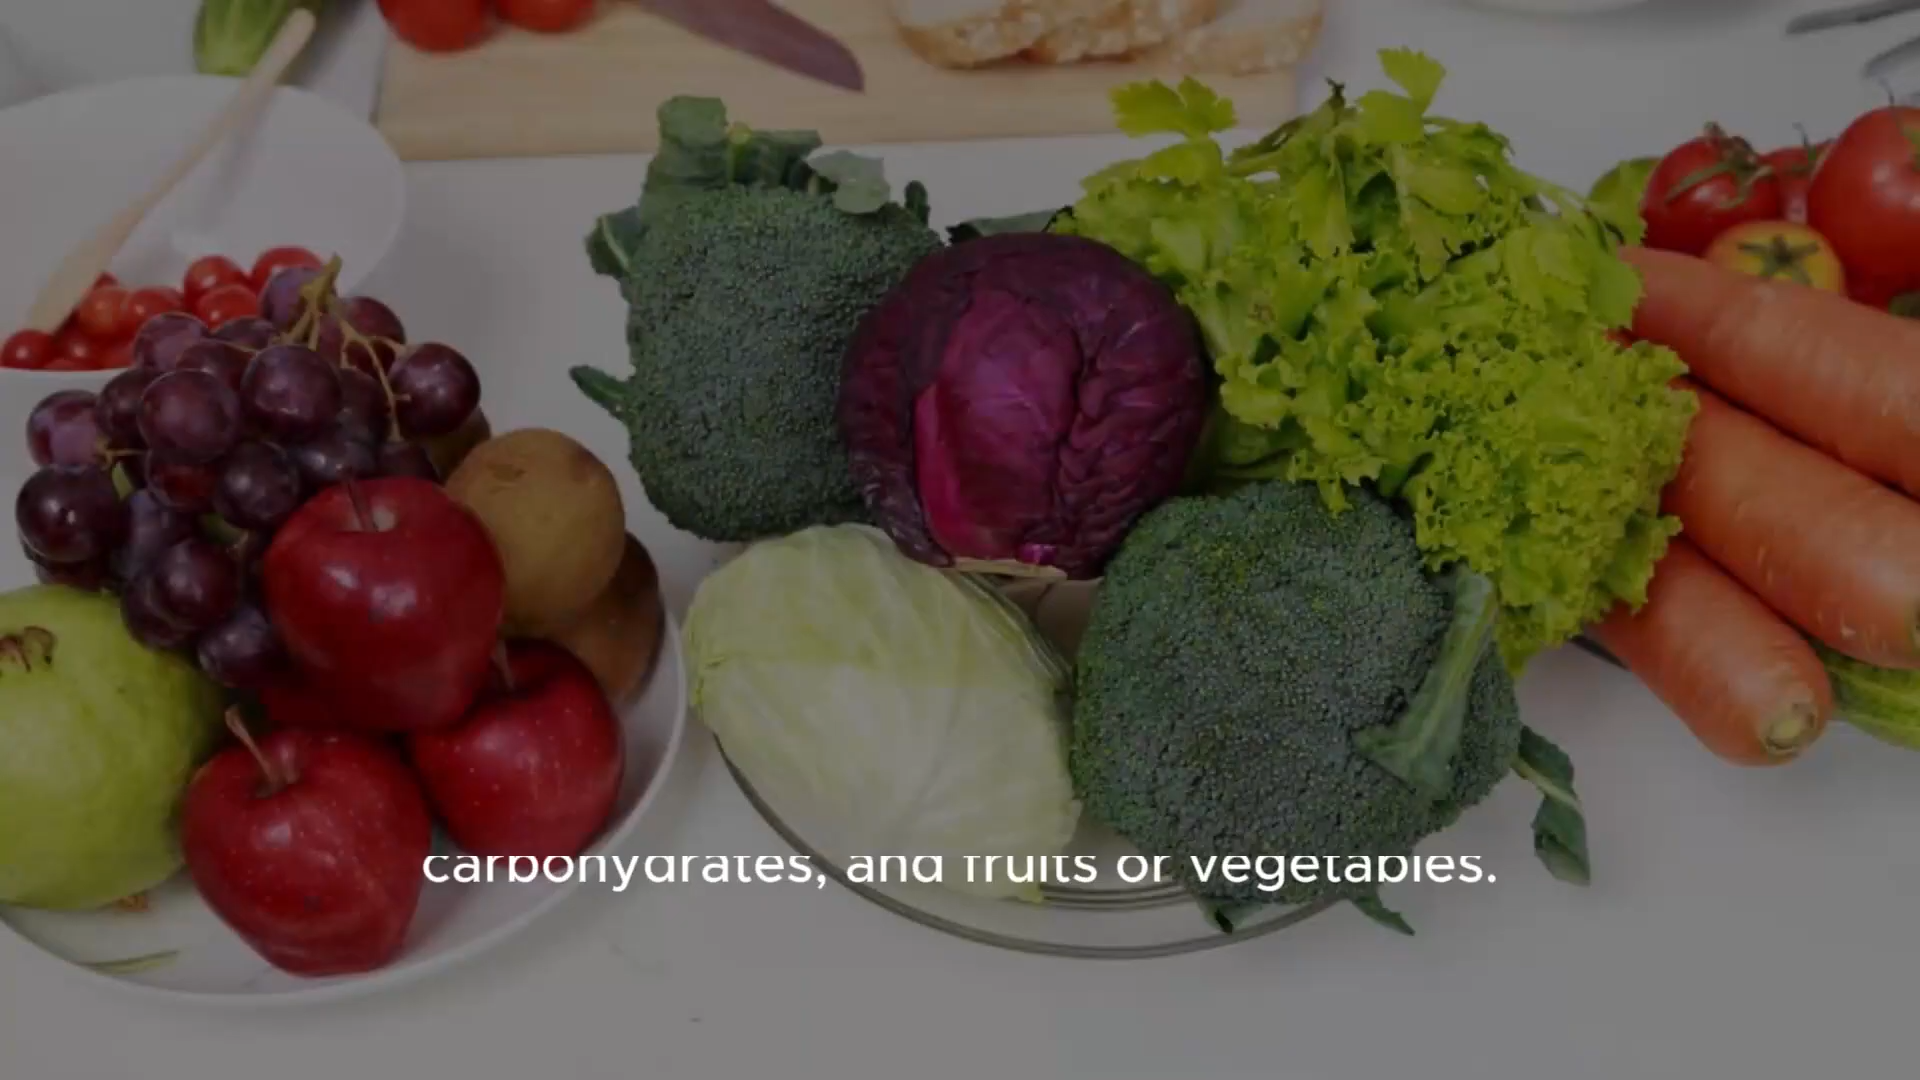 carbohydrates, and fruits or vegetables.